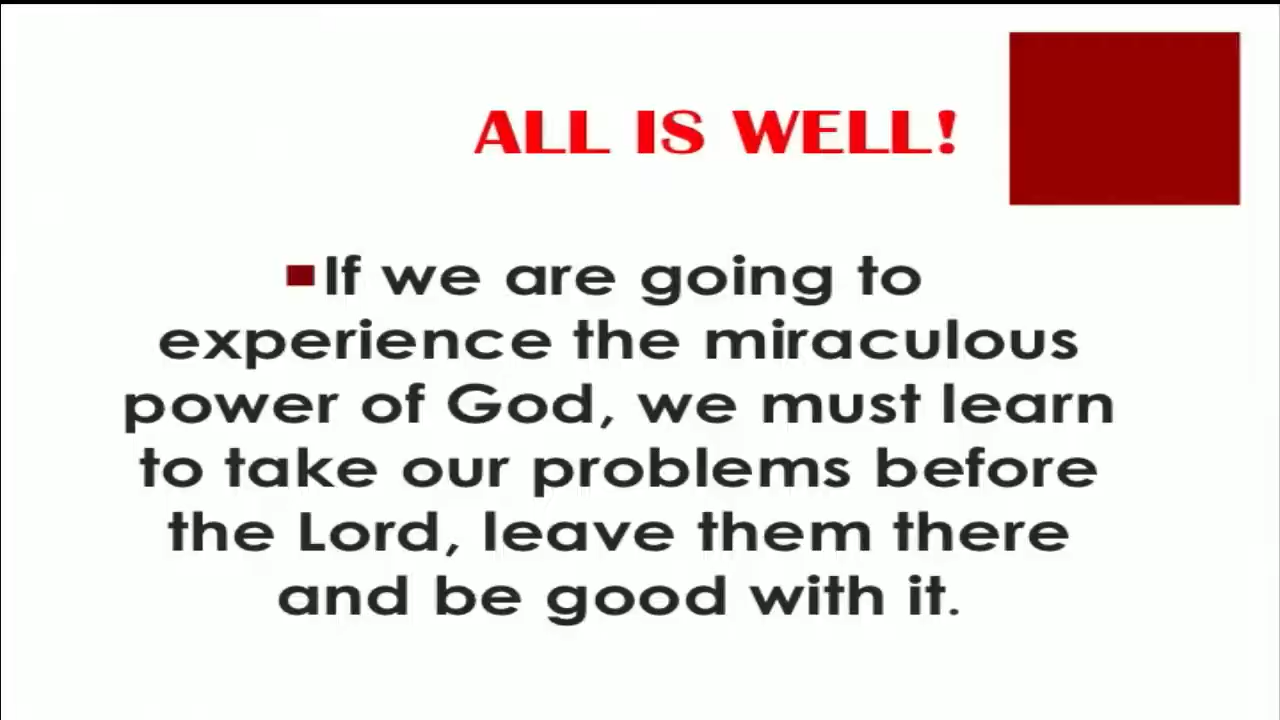 ALL IS WELL!
If we are going to
experience the miraculous
power of God, we must learn
to take our problems before
the Lord, leave them there
and be good with it.